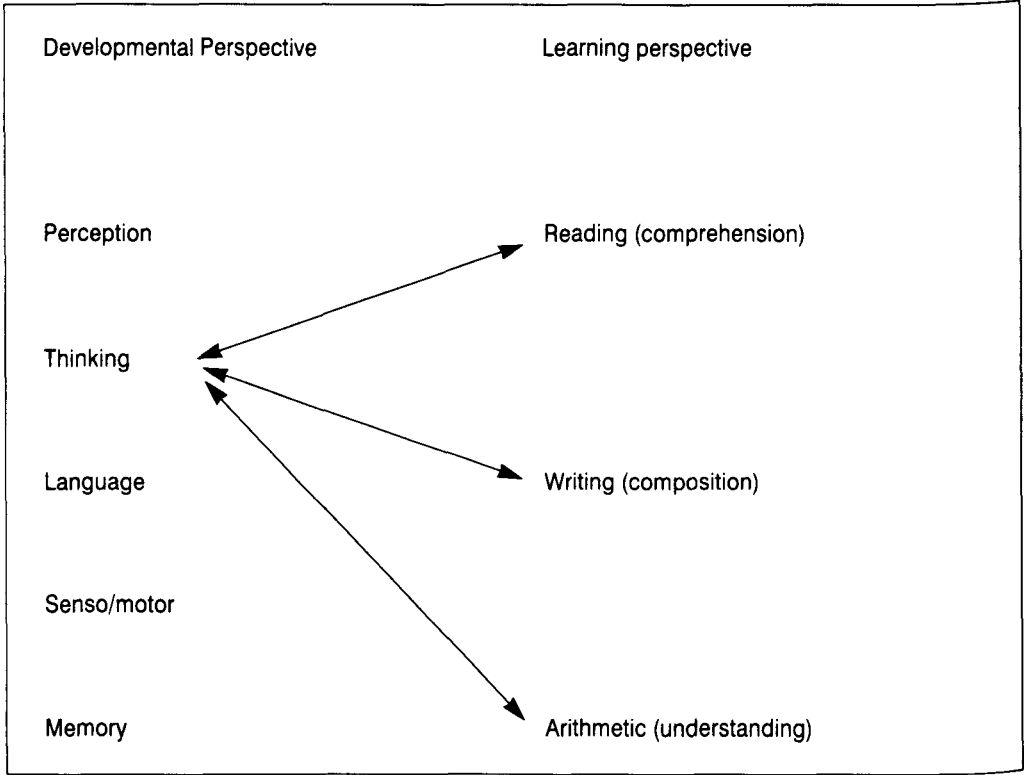 Developmental Perspective
Learning perspective
Perception
Reading (comprehension)
Thinking
Language
Writing (composition)
Senso/motor
Memory
Arithmetic (understanding)